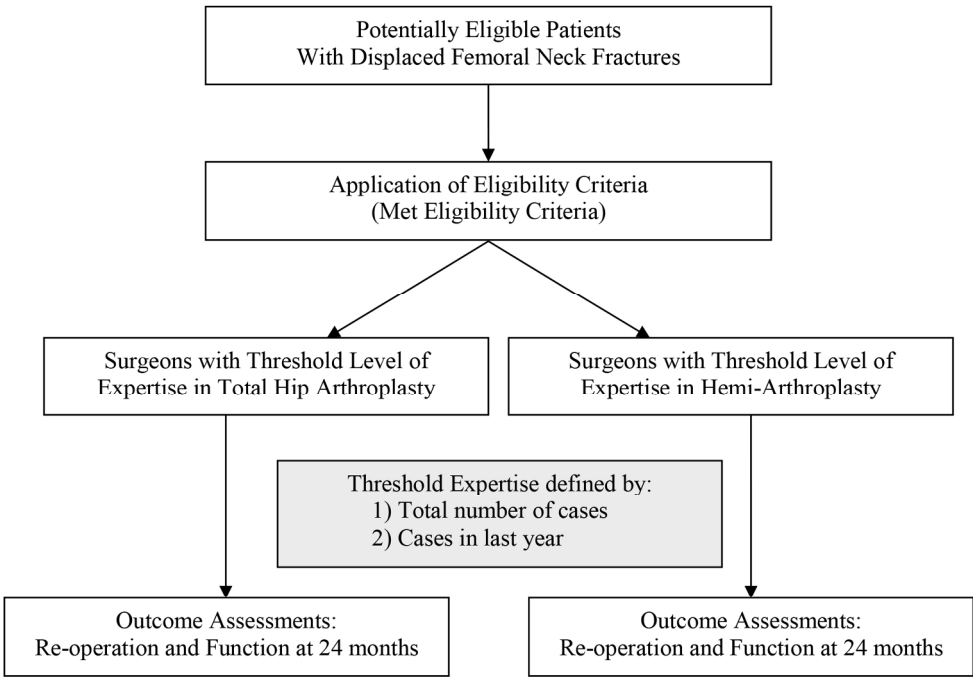 Potentially Eligible Patients
With Displaced Femoral Neck Fractures
Application of Eligibility Criteria
(Met Eligibility Criteria)
Surgeons with Threshold Level of
Expertise in Total Hip Arthroplasty
Surgeons with Threshold Level of
Expertise in Hemi-Arthroplasty
Threshold Expertise defined by:
1) Total number of cases
2) Cases in last year
Outcome Assessments:
Re-operation and Function at 24 months
Outcome Assessments:
Re-operation and Function at 24 months